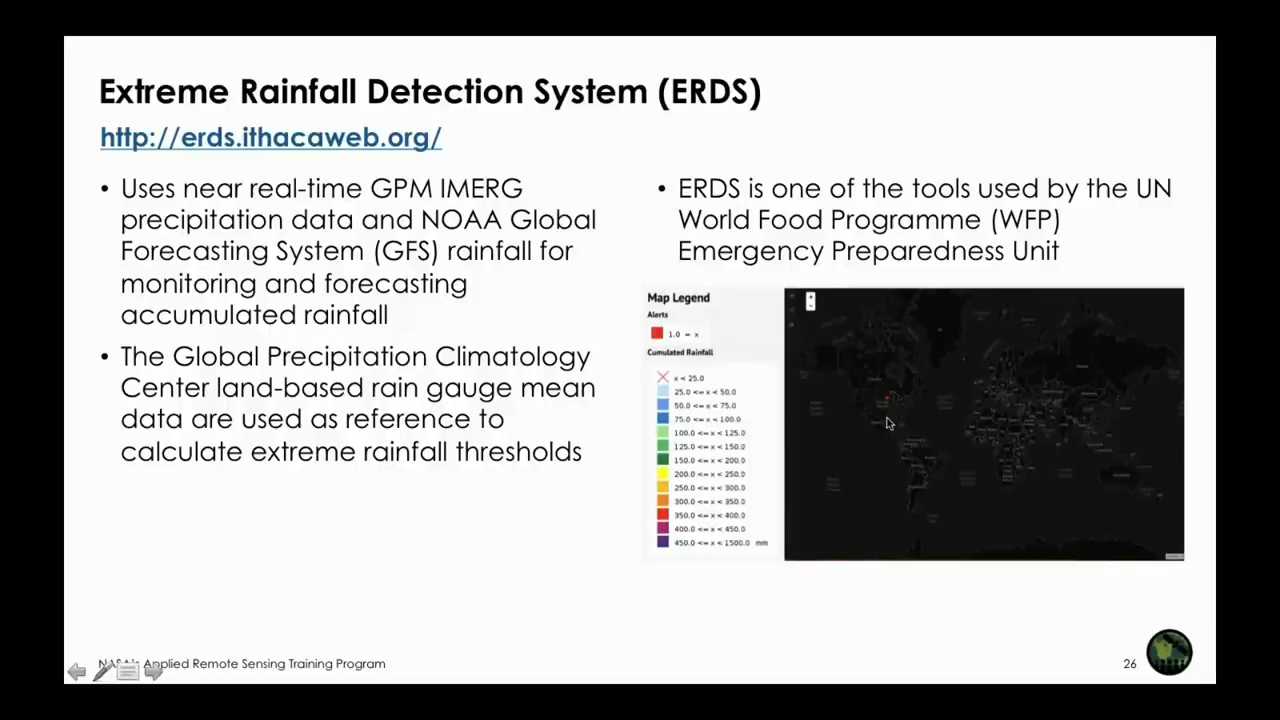 Extreme Rainfall Detection System (ERDS)
http://erds.ithacaweb.org/
• Uses near real-time GPM IMERG
precipitation data and NOAA Global
Forecasting System (GFS) rainfall for
monitoring and forecasting
accumulated rainfall
• The Global Precipitation Climatology
Center land-based rain gauge mean
data are used as reference to
calculate extreme rainfall thresholds
• ERDS is one of the tools used by the UN
World Food Programme (WFP)
Emergency Preparedness Unit
Map Legend
Alerts
1.0 = x
Cumulated Rainfall
x < 25.0
25.0 <= x < 50.0
50.0 <= x < 75.0
75.0 <= x < 100.0
100.0 <= x < 125.0
125.0 <= x < 150.0
150.0 <= x < 200.0
200.0 <= x < 250.0
250.0 <= x < 300.0
300.0 <= x < 350.0
350.0 <= x < 400.0
400.0 <= x < 450.0
450.0 <= x < 1500.0 mm
NASA's Applied Remote Sensing Training Program
26